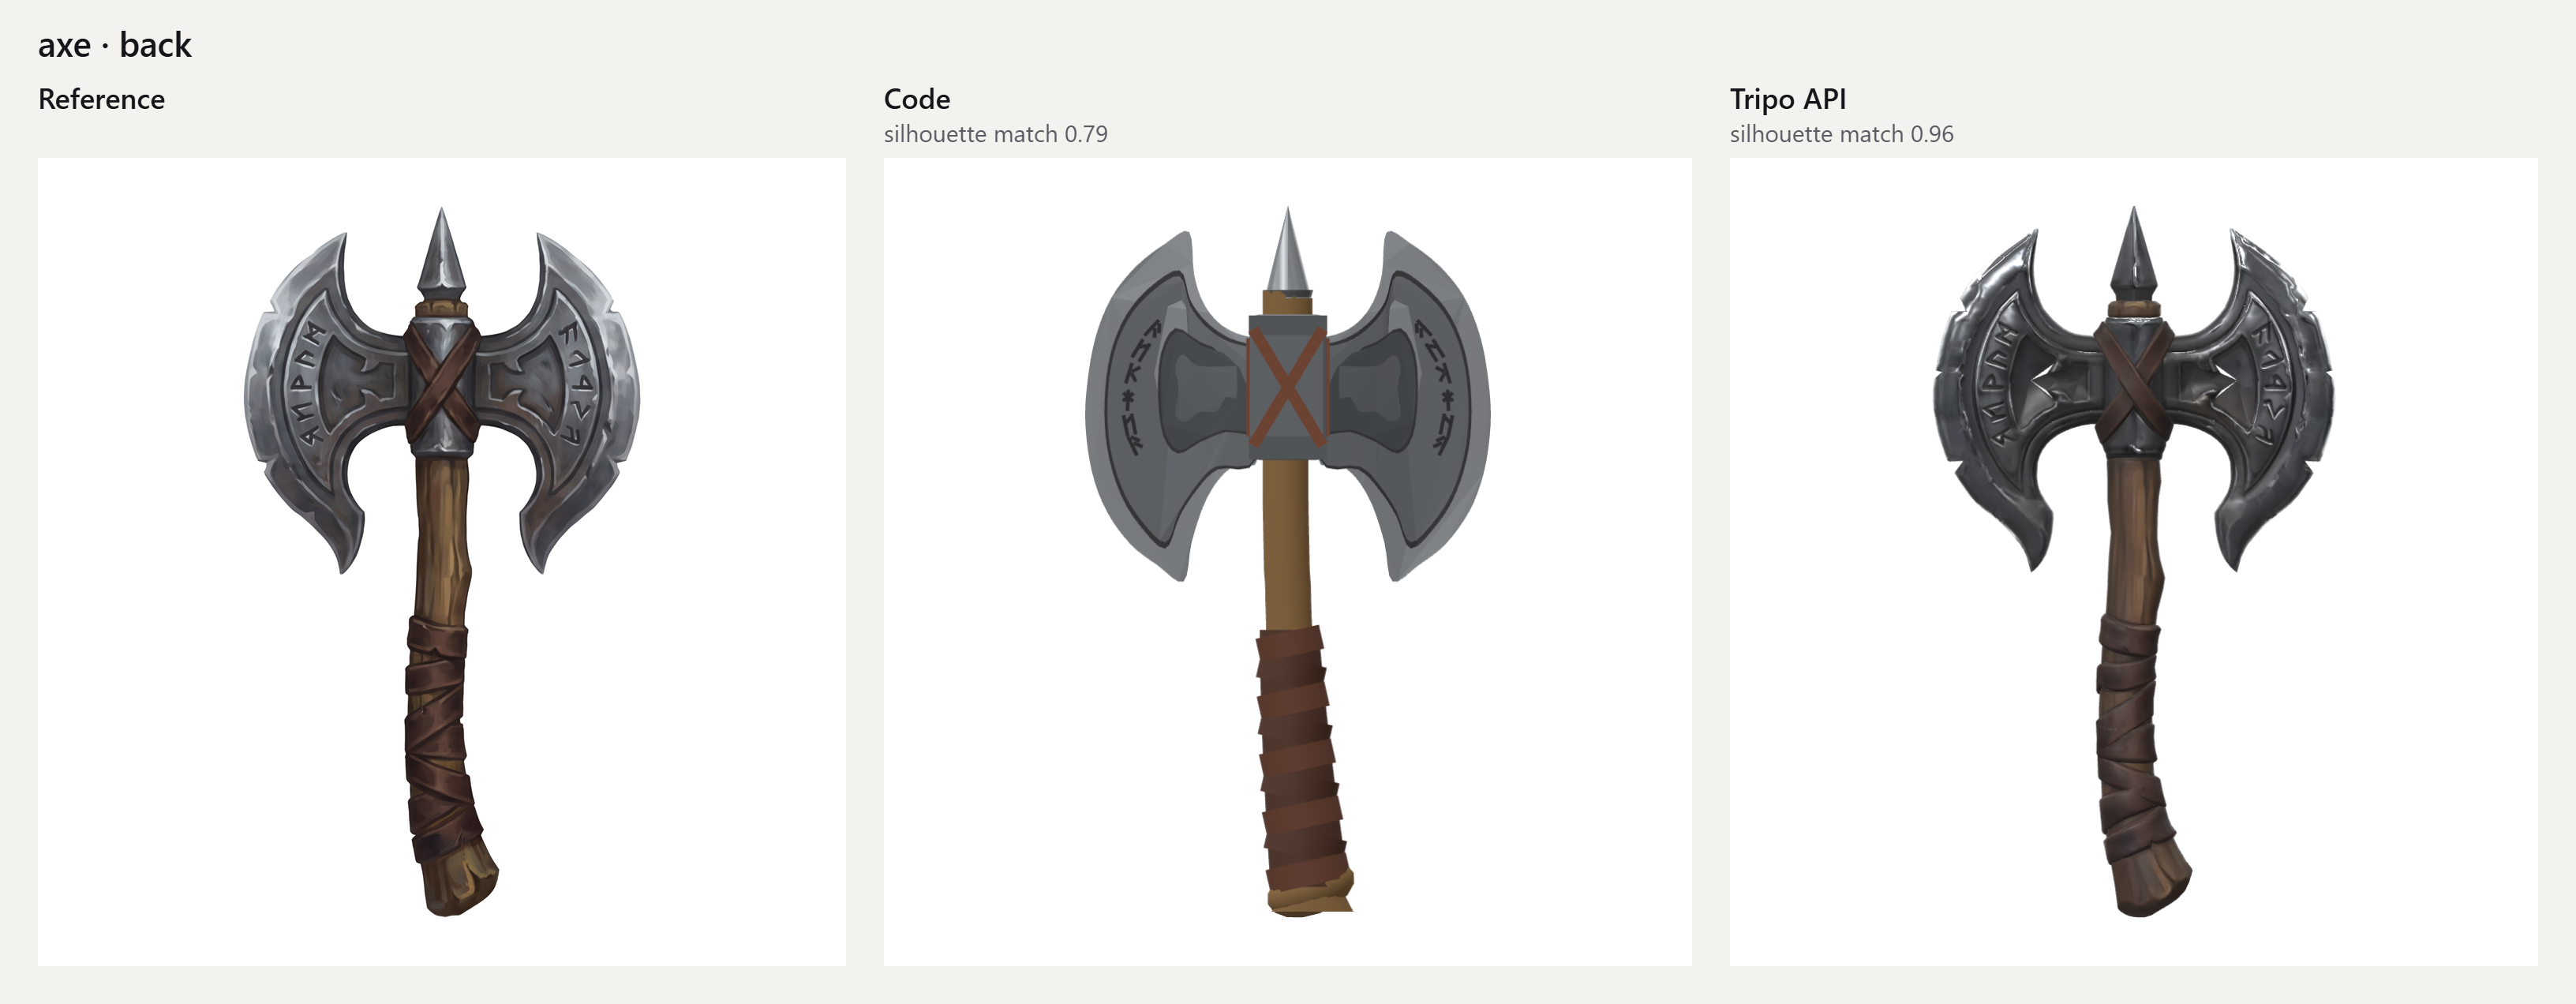 axe · back
Reference
Code
silhouette match 0.79
Tripo API
silhouette match 0.96